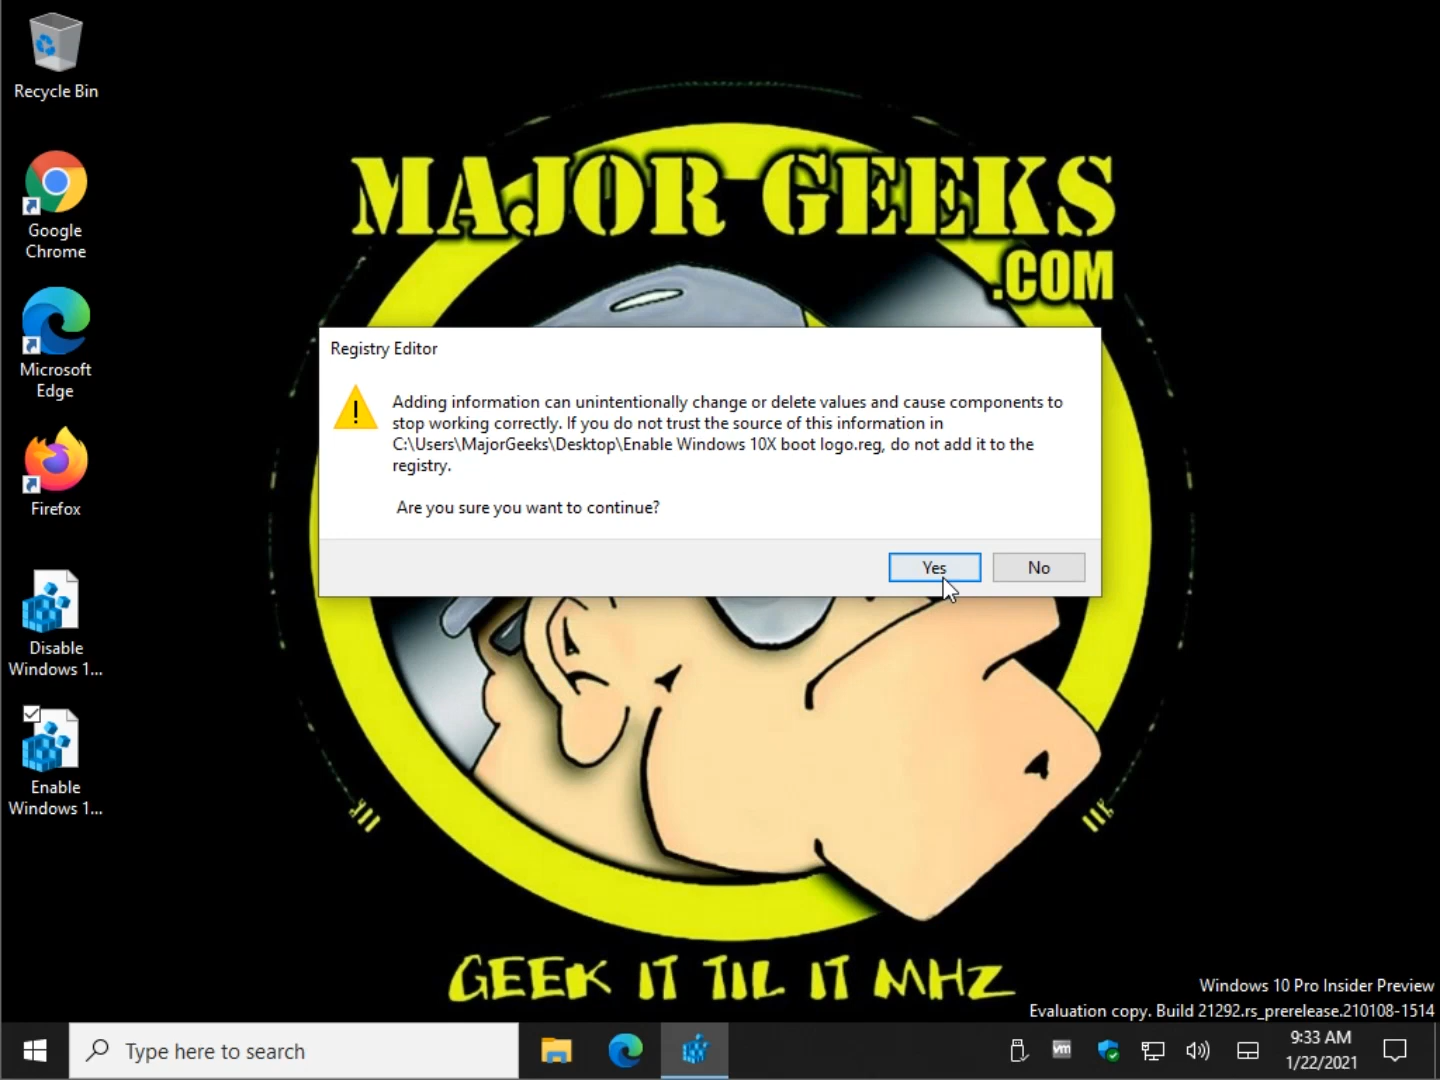 Recycle Bin
Google
Chrome
Microsoft
Edge
Firefox
Disable
Windows 1...
Enable
Windows 1...
MAJOR GEEKS
.COM
Registry Editor
Adding information can unintentionally change or delete values and cause components to
stop working correctly. If you do not trust the source of this information in
C:\Users\MajorGeeks\Desktop\Enable Windows 10X boot logo.reg, do not add it to the
registry.
Are you sure you want to continue?
Yes
No
GEEK IT TIL IT MHZ
Windows 10 Pro Insider Preview
Evaluation copy. Build 21292.rs_prerelease.210108-1514
Type here to search
vm
9:33 AM
1/22/2021